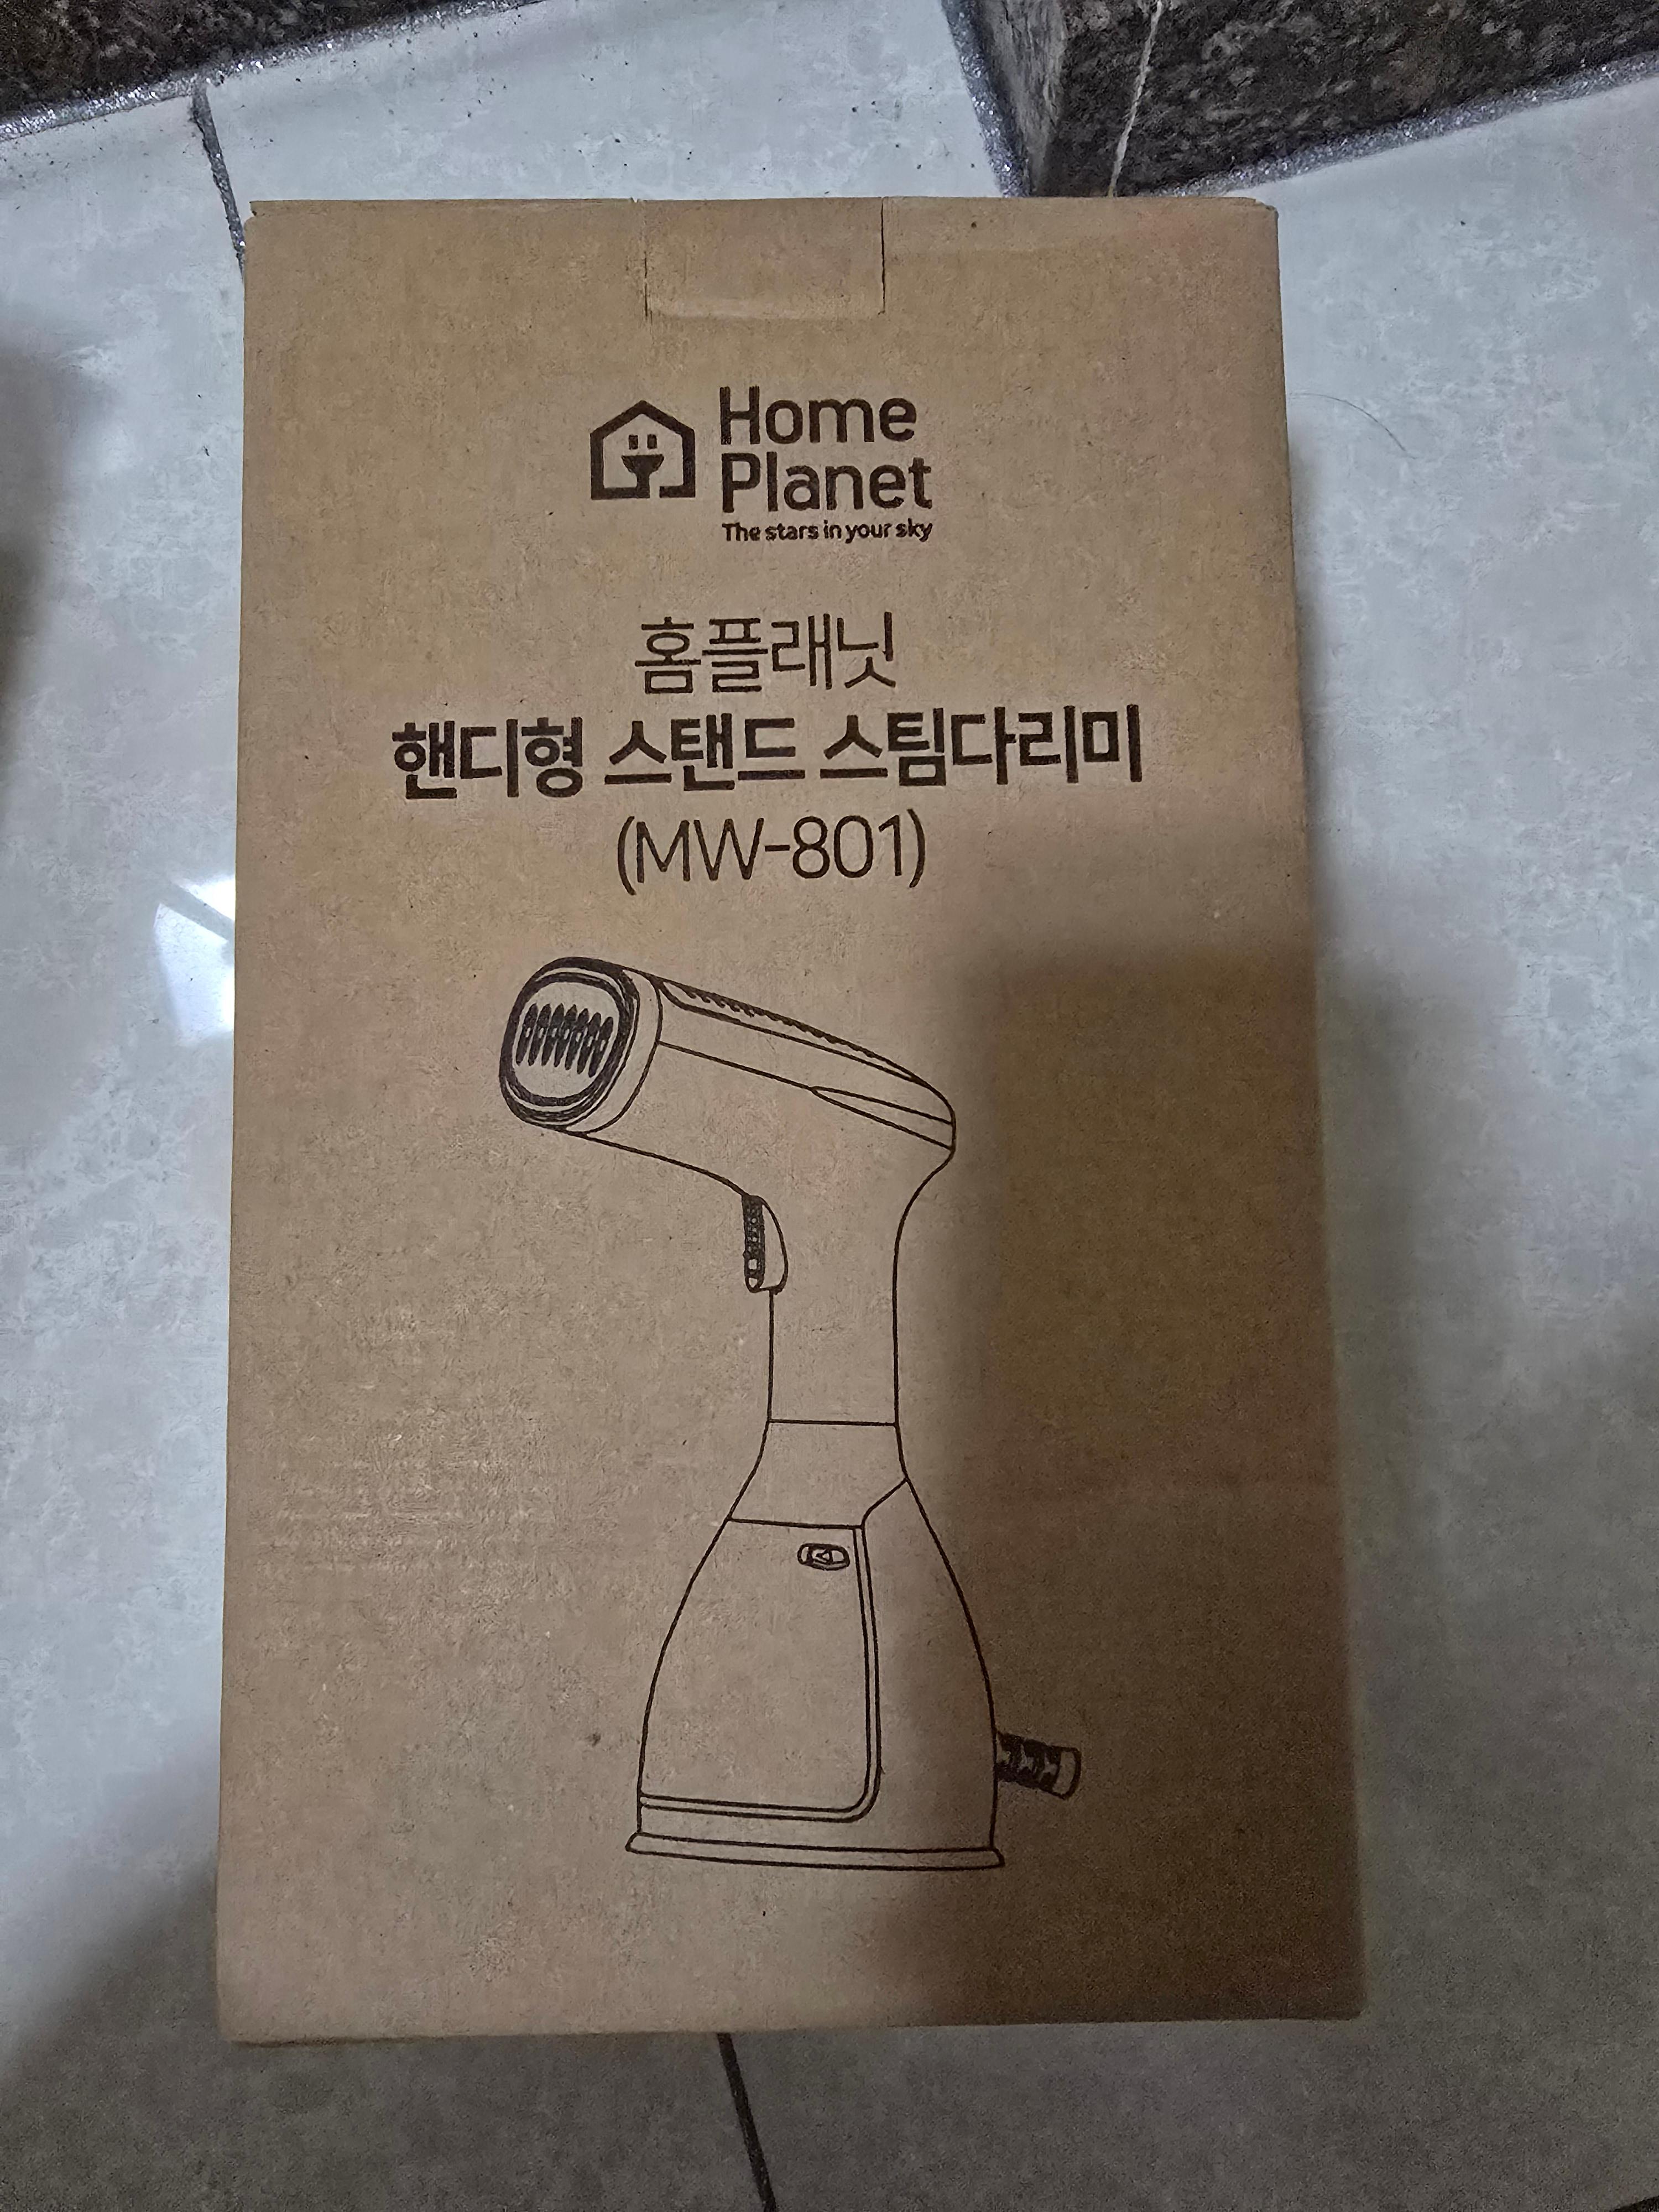 Home
Planet
The stars in your sky
홈플래닛
핸디형 스탠드 스팀다리미
(MW-801)